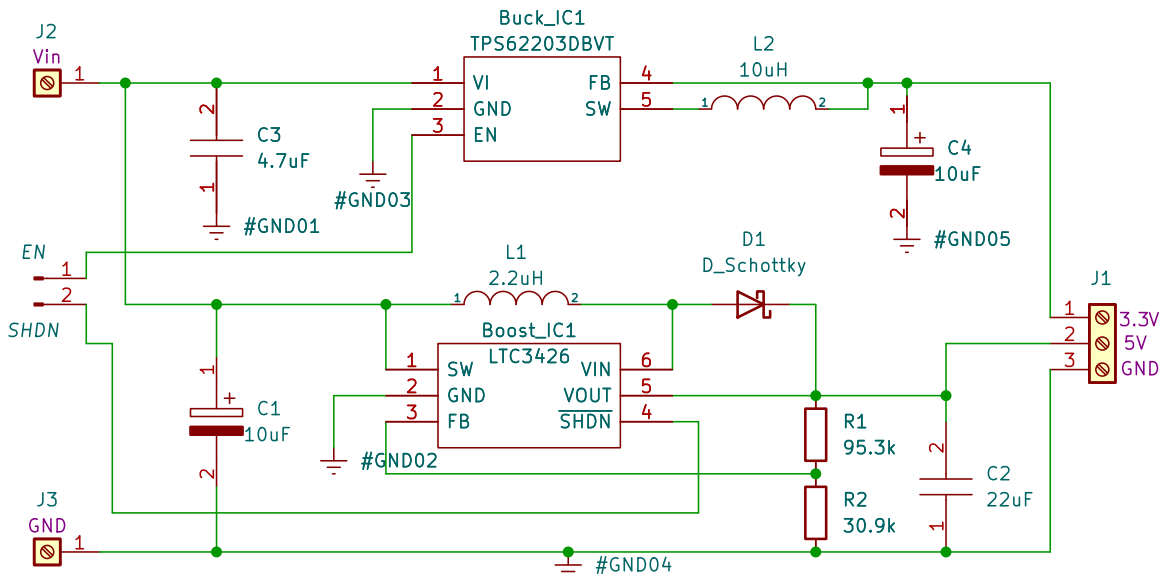 Buck_IC1
TPS62203DBVT
J2
Vin
1
1
VI
2
GND
3
EN
FB
4
SW
5
L2
10uH
1
2
2
C3
4.7uF
1
#GND01
#GND03
1
+
C4
10uF
2
#GND05
EN
1
2
SHDN
L1
2.2uH
1
2
D1
D_Schottky
Boost_IC1
LTC3426
1
SW
2
GND
3
FB
VIN
6
VOUT
5
SHDN
4
#GND02
1
+
C1
10uF
2
R1
95.3k
R2
30.9k
2
C2
22uF
1
J1
1
3.3V
2
5V
3
GND
J3
GND
1
#GND04